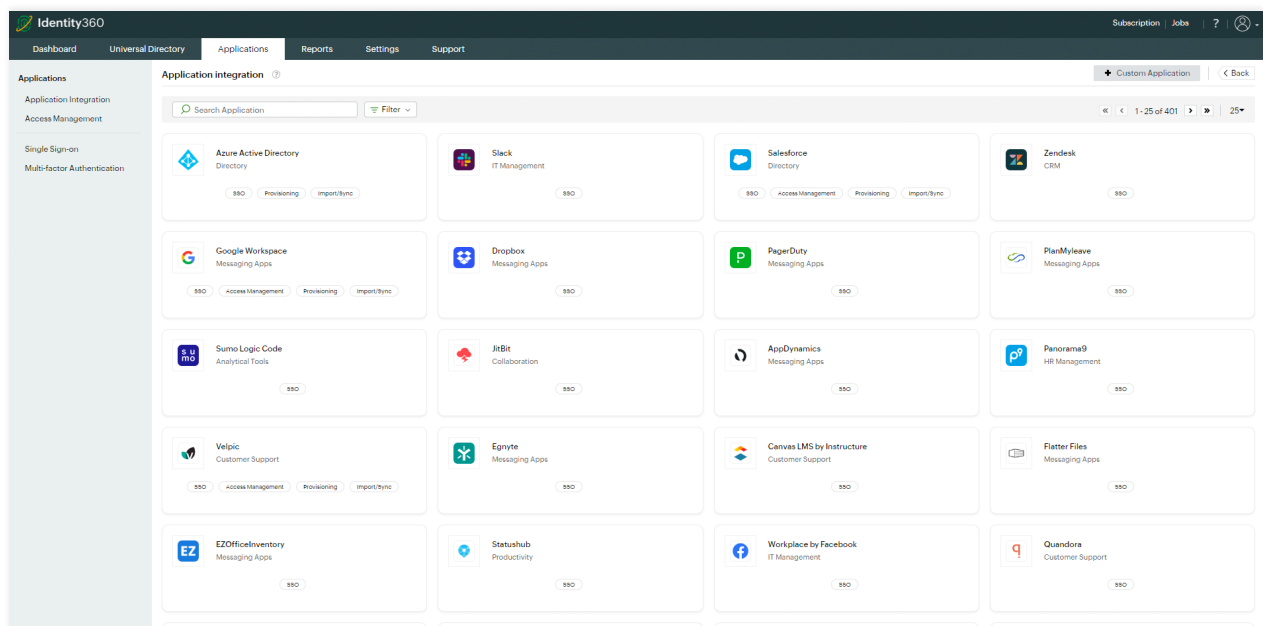 Identity360
Subscription | Jobs | ? |
Dashboard Universal Directory Applications Reports Settings Support
Applications
Application Integration
Access Management
Single Sign-on
Multi-factor Authentication
Application integration ?
+ Custom Application
< Back
Search Application
Filter
« < 1 - 25 of 401 > » 25
Azure Active Directory
Directory
SSO Provisioning Import/Sync
Slack
IT Management
SSO
Salesforce
Directory
SSO Access Management Provisioning Import/Sync
Zendesk
CRM
SSO
Google Workspace
Messaging Apps
SSO Access Management Provisioning Import/Sync
Dropbox
Messaging Apps
SSO
P
PagerDuty
Messaging Apps
SSO
PlanMyleave
Messaging Apps
SSO
su
mo
Sumo Logic Code
Analytical Tools
SSO
JitBit
Collaboration
SSO
AppDynamics
Messaging Apps
SSO
p9
Panorama9
HR Management
SSO
Velpic
Customer Support
SSO Access Management Provisioning Import/Sync
Egnyte
Messaging Apps
SSO
Canvas LMS by Instructure
Customer Support
SSO
Flatter Files
Messaging Apps
SSO
EZ
EZOfficeInventory
Messaging Apps
SSO
Statushub
Productivity
SSO
Workplace by Facebook
IT Management
SSO
Quandora
Customer Support
SSO